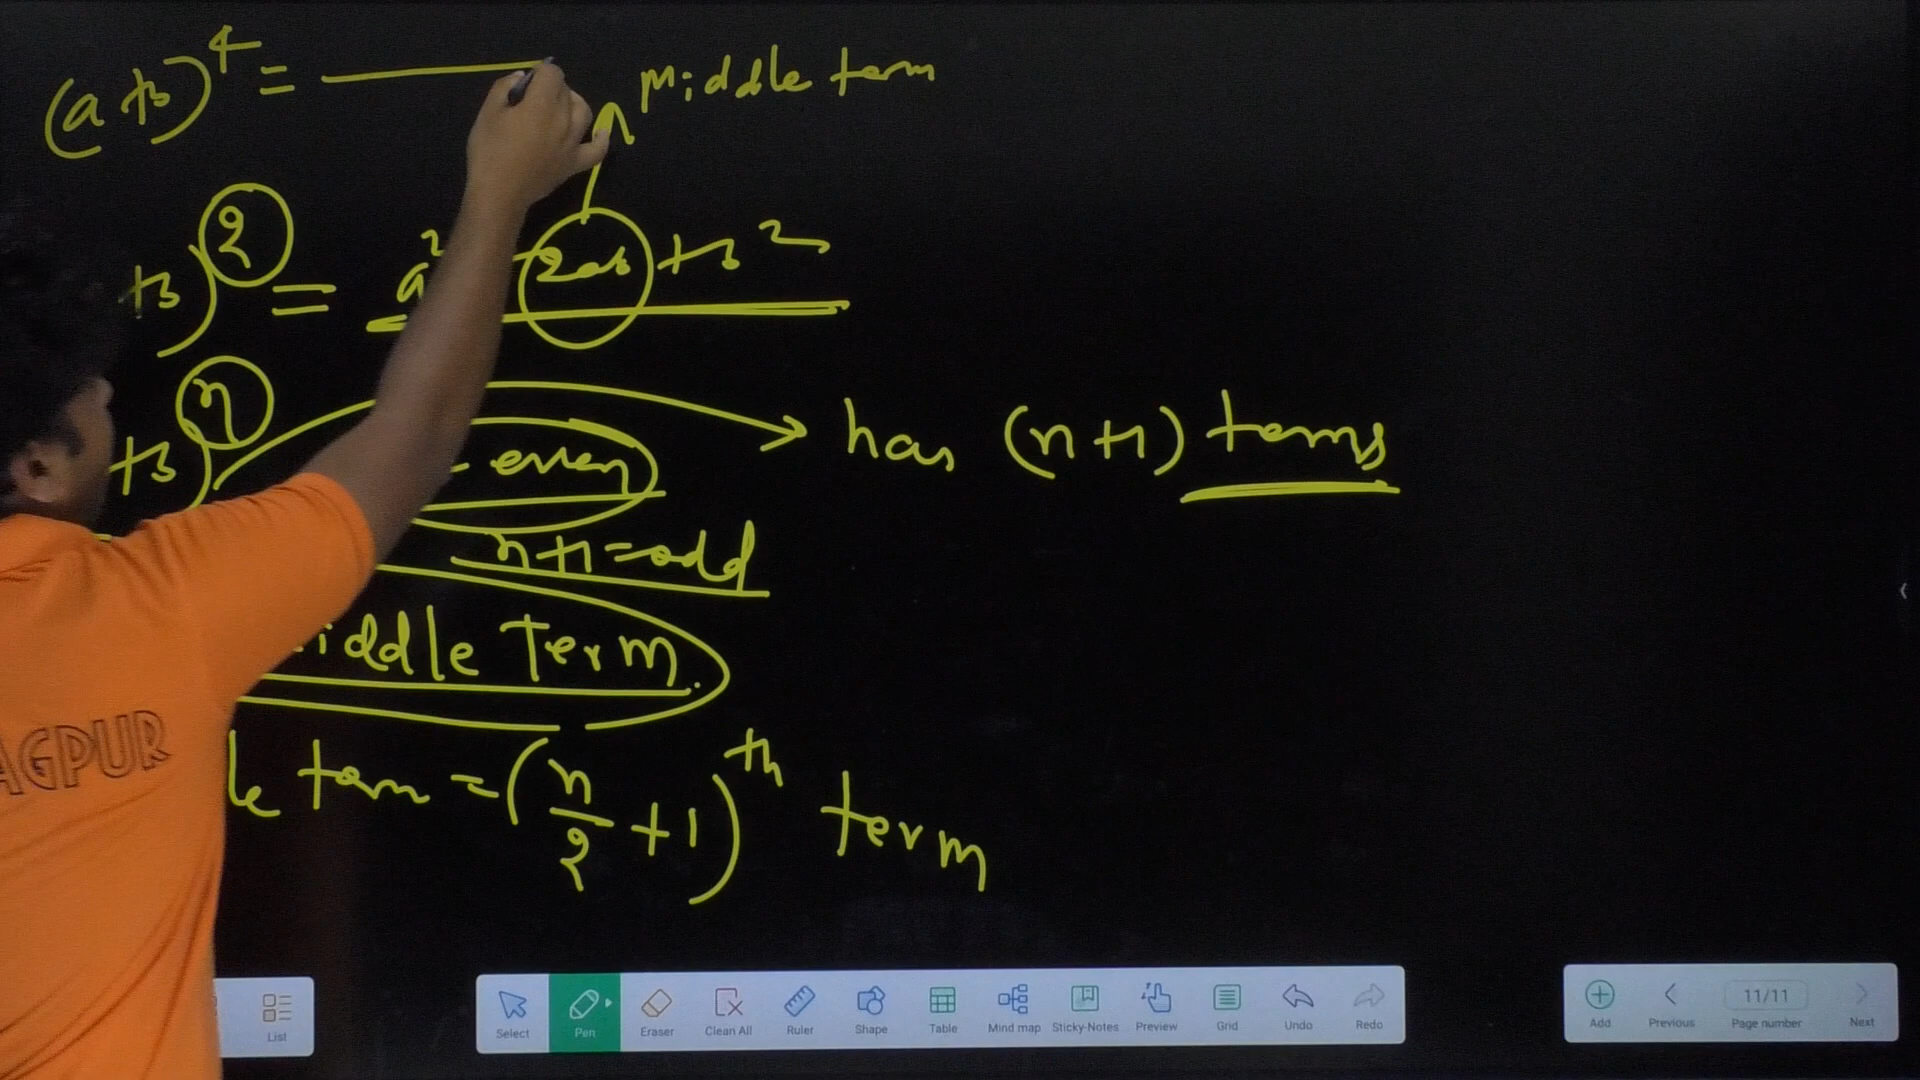 (a+b)⁴ = ————
Middle term
+b)² = a² + 2ab + b²
+b)ⁿ has (n+1) terms
- even
n+1=odd
iddle Term.
le term = (n/2 + 1)th term
AGPUR
List
Select Pen Eraser Clean All Ruler Shape Table Mind map Sticky-Notes Preview Grid Undo Redo
Add Previous 11/11 Page number Next